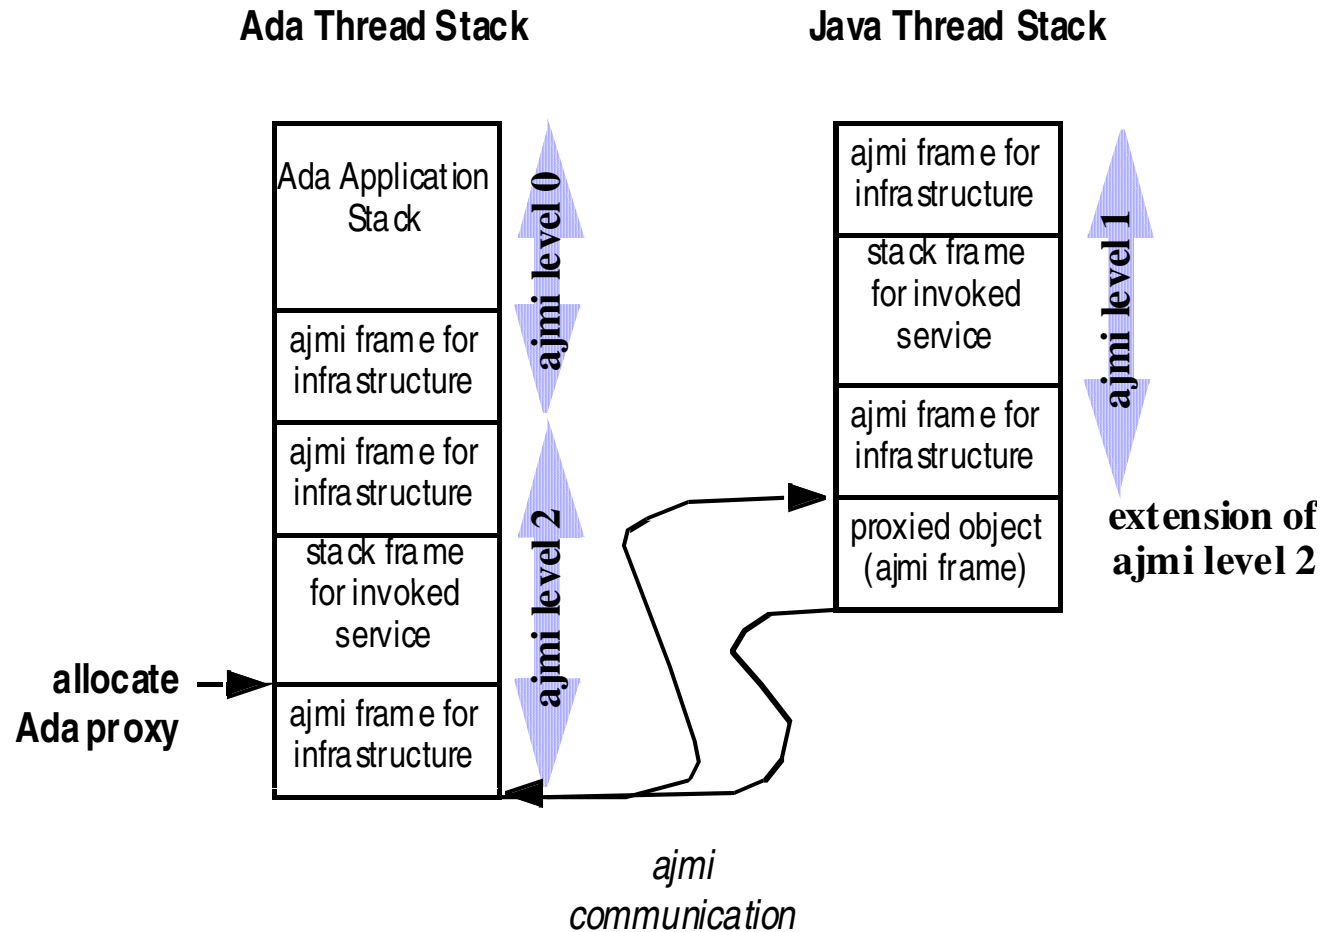 Ada Thread Stack
Java Thread Stack
Ada Application
Stack
ajmi frame for
infrastructure
ajmi frame for
infrastructure
stack frame
for invoked
service
ajmi frame for
infrastructure
ajmi level 0
ajmi level 2
allocate
Ada proxy
ajmi frame for
infrastructure
stack frame
for invoked
service
ajmi frame for
infrastructure
proxied object
(ajmi frame)
ajmi level 1
extension of
ajmi level 2
ajmi
communication